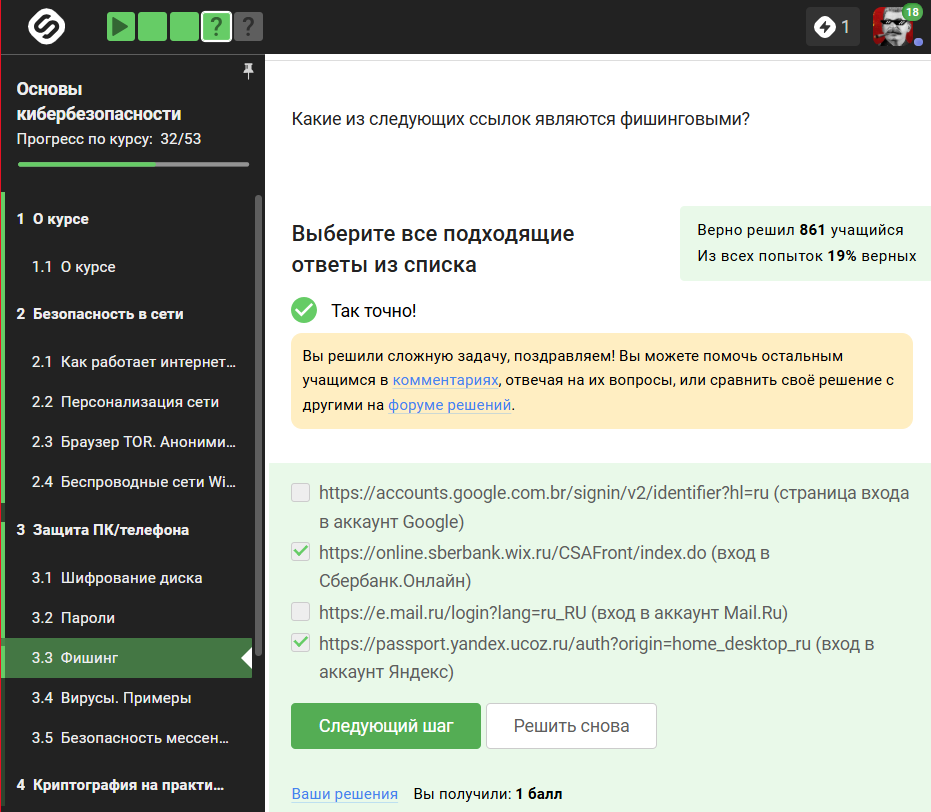 ? ?
1
18
Основы
кибербезопасности
Прогресс по курсу: 32/53
1 О курсе
1.1 О курсе
2 Безопасность в сети
2.1 Как работает интернет...
2.2 Персонализация сети
2.3 Браузер TOR. Аноними...
2.4 Беспроводные сети Wi...
3 Защита ПК/телефона
3.1 Шифрование диска
3.2 Пароли
3.3 Фишинг
3.4 Вирусы. Примеры
3.5 Безопасность мессен...
4 Криптография на практи...
Какие из следующих ссылок являются фишинговыми?
Выберите все подходящие
ответы из списка
Верно решил 861 учащийся
Из всех попыток 19% верных
Так точно!
Вы решили сложную задачу, поздравляем! Вы можете помочь остальным
учащимся в комментариях, отвечая на их вопросы, или сравнить своё решение с
другими на форуме решений.
https://accounts.google.com.br/signin/v2/identifier?hl=ru (страница входа
в аккаунт Google)
https://online.sberbank.wix.ru/CSAFront/index.do (вход в
Сбербанк.Онлайн)
https://e.mail.ru/login?lang=ru_RU (вход в аккаунт Mail.Ru)
https://passport.yandex.ucoz.ru/auth?origin=home_desktop_ru (вход в
аккаунт Яндекс)
Следующий шаг
Решить снова
Ваши решения Вы получили: 1 балл